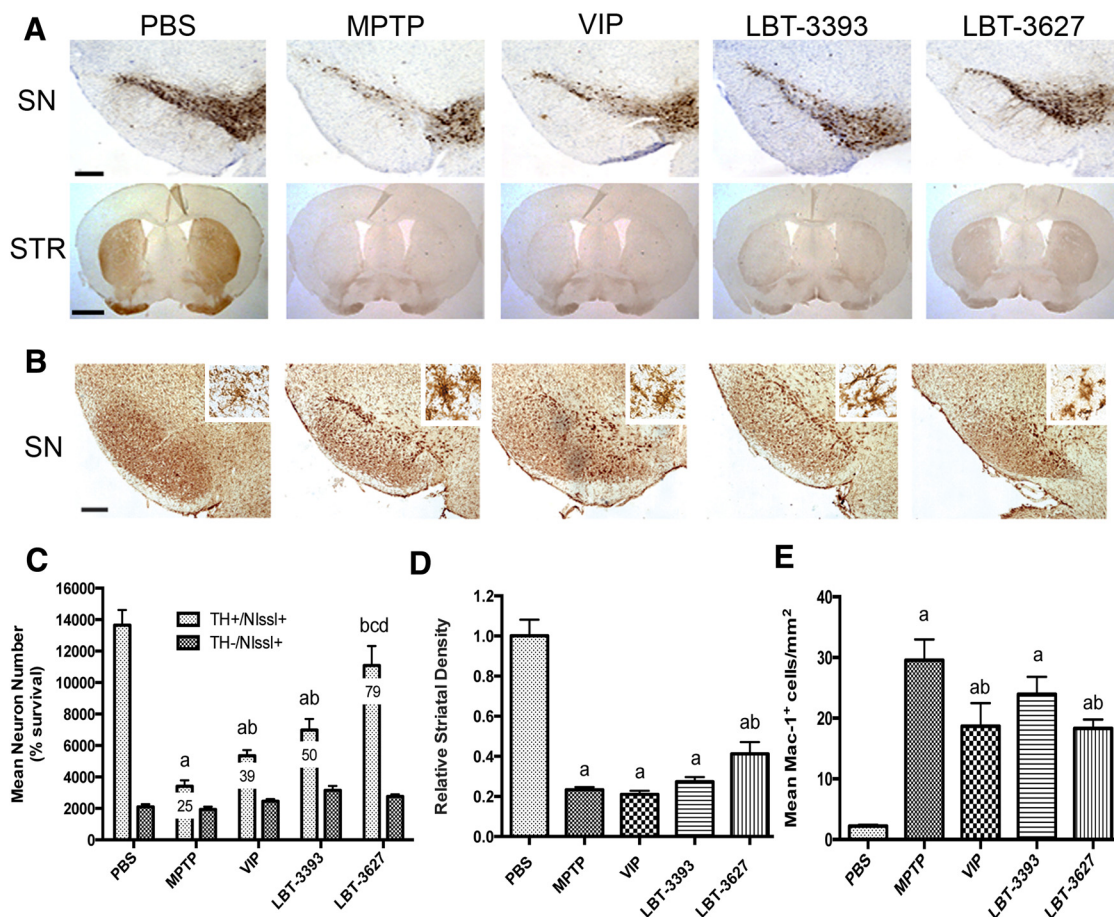 A
PBS MPTP VIP LBT-3393 LBT-3627
SN
STR
B
SN
C
Mean Neuron Number
(% survival)
16000
14000
12000
10000
8000
6000
4000
2000
0
TH+/NIssl+
TH-/NIssl+
a
ab
ab
bcd
25
39
50
79
PBS
MPTP
VIP
LBT-3393
LBT-3627
D
Relative Striatal Density
1.2
1.0
0.8
0.6
0.4
0.2
0.0
a
a
a
ab
PBS
MPTP
VIP
LBT-3393
LBT-3627
E
Mean Mac-1+ cells/mm2
40
30
20
10
0
a
ab
a
ab
PBS
MPTP
VIP
LBT-3393
LBT-3627